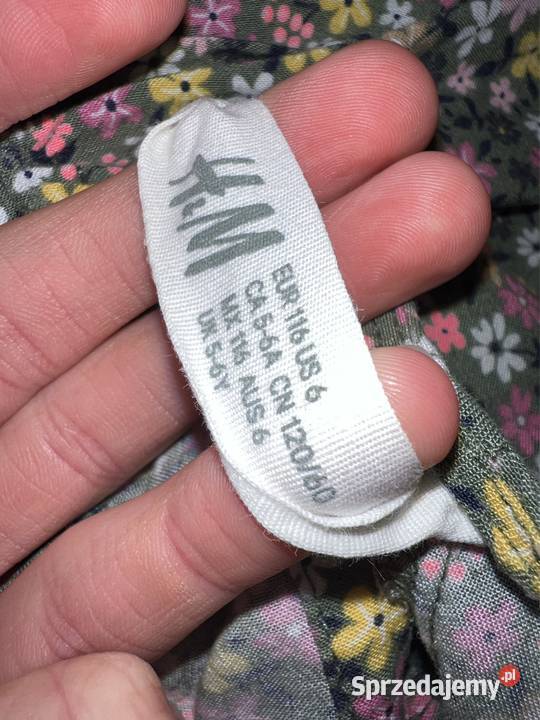 H&M
EUR 116 US 6
CA 5-6A CN 120/60
MX 116 AUS 6
UK 5-6Y
Sprzedajemy.pl